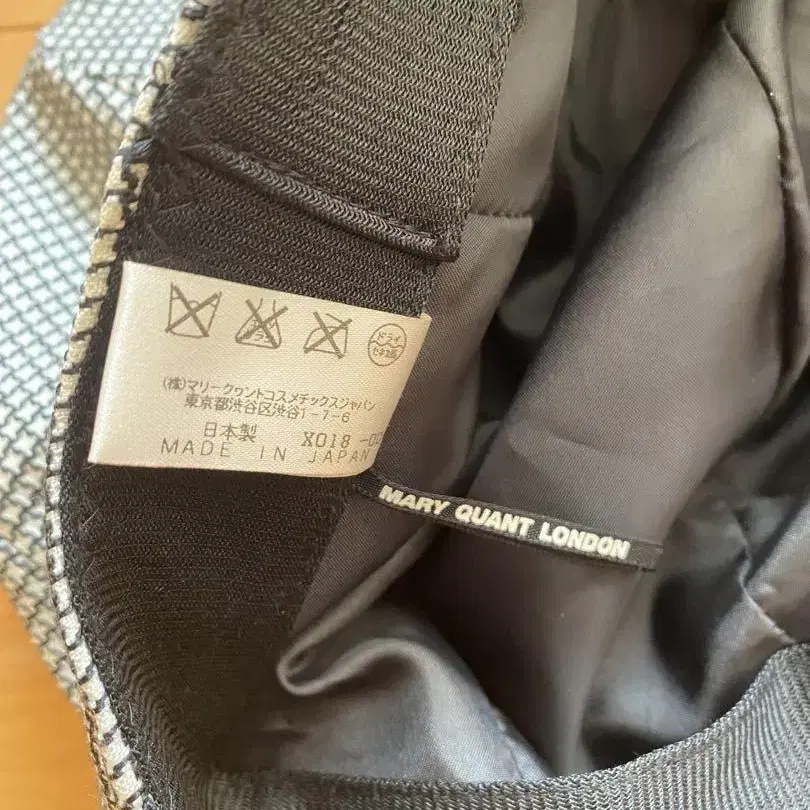 ドライ
セキユ系
(株)マリークヮントコスメチックスジャパン
東京都渋谷区渋谷1-7-6
日本製 X018
MADE IN JAPAN
MARY QUANT LONDON